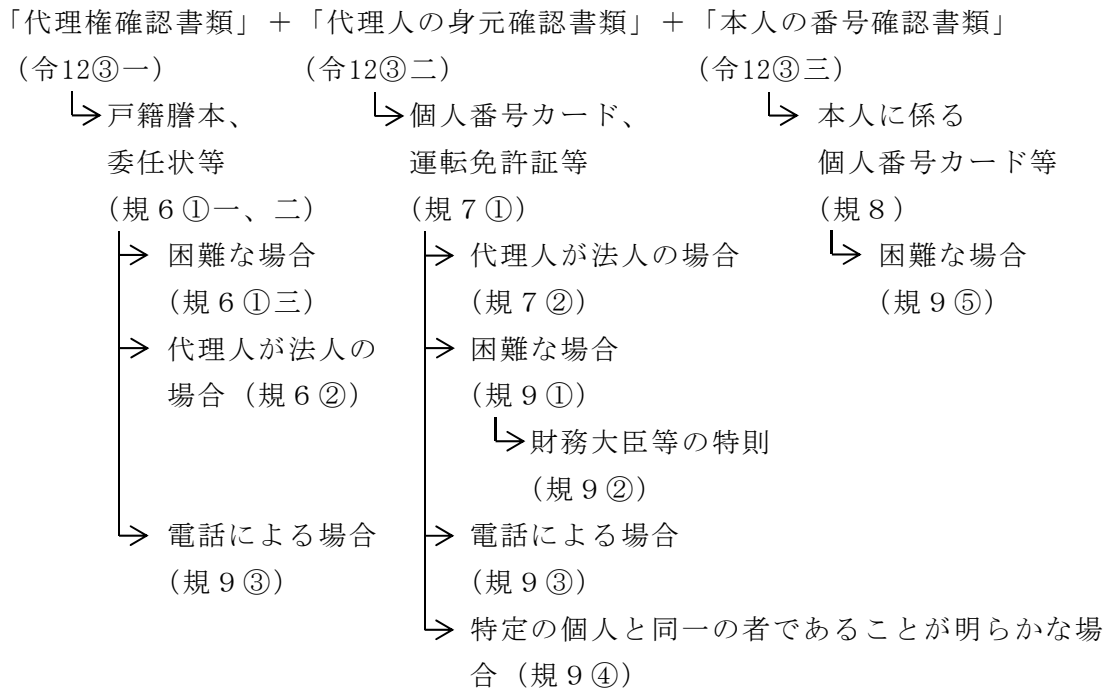 「代理権確認書類」＋「代理人の身元確認書類」＋「本人の番号確認書類」
（令12③一）
（令12③二）
（令12③三）
戸籍謄本、
委任状等
（規６①一、二）
困難な場合
（規６①三）
代理人が法人の
場合（規６②）
電話による場合
（規９③）
個人番号カード、
運転免許証等
（規７①）
代理人が法人の場合
（規７②）
困難な場合
（規９①）
財務大臣等の特則
（規９②）
電話による場合
（規９③）
特定の個人と同一の者であることが明らかな場
合（規９④）
本人に係る
個人番号カード等
（規８）
困難な場合
（規９⑤）